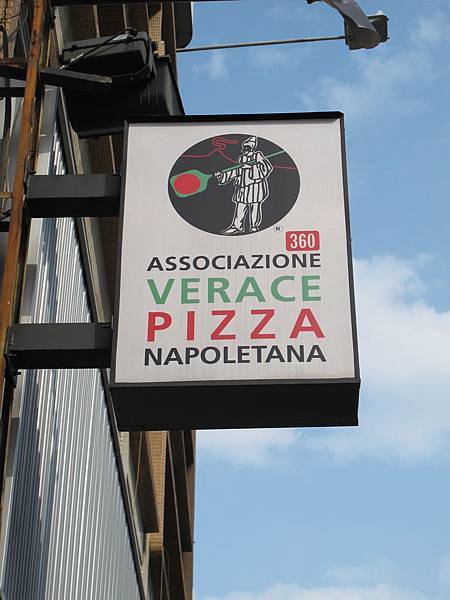 ®
360
ASSOCIAZIONE
VERACE
PIZZA
NAPOLETANA